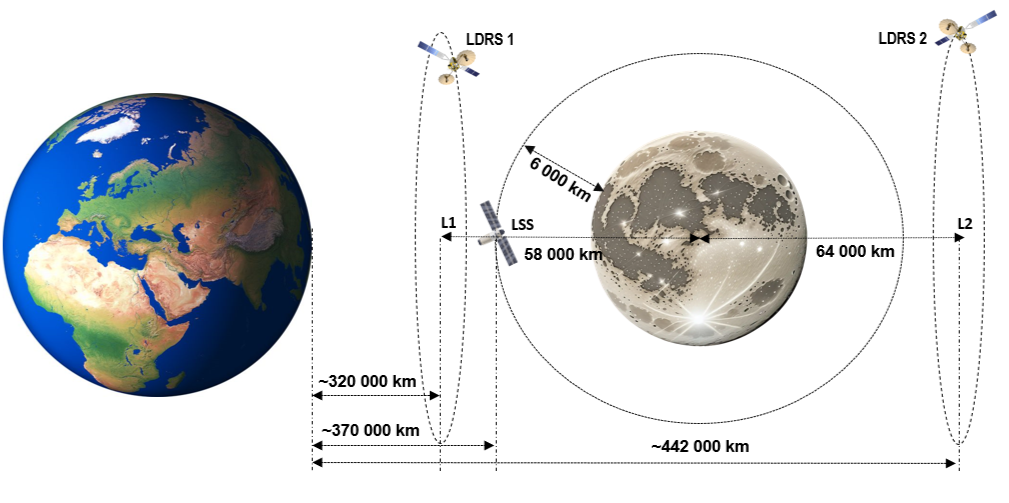 LDRS 1
LDRS 2
6 000 km
L1
LSS
L2
58 000 km
64 000 km
~320 000 km
~370 000 km
~442 000 km